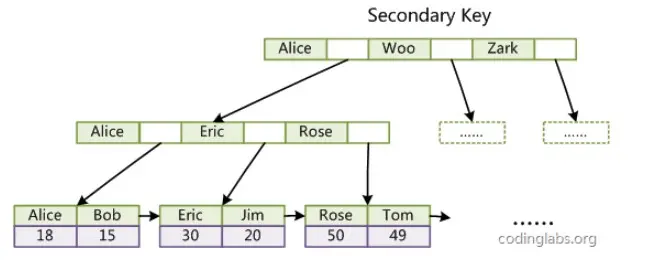 Secondary Key
Alice Woo Zark
Alice Eric Rose
......
......
Alice Bob Eric Jim Rose Tom
18 15 30 20 50 49
......
codinglabs.org